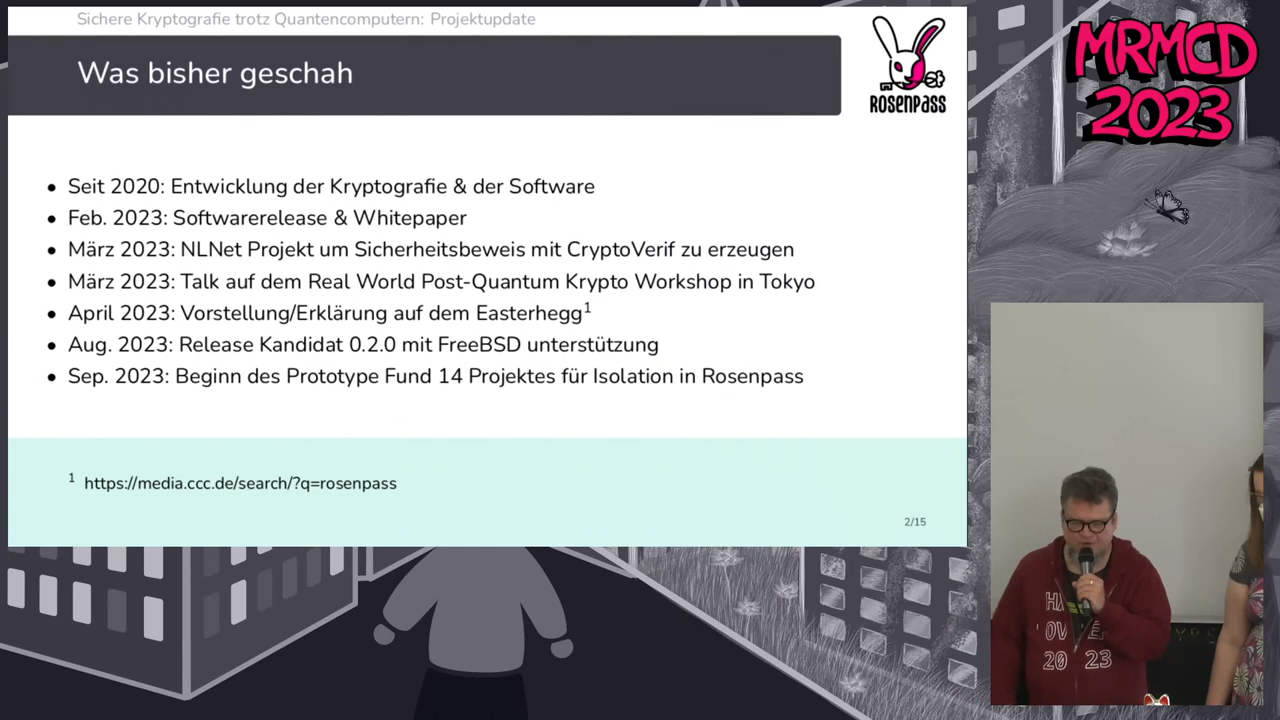 Sichere Kryptografie trotz Quantencomputern: Projektupdate
Was bisher geschah
ROSENPASS
MRMCD
2023
• Seit 2020: Entwicklung der Kryptografie & der Software
• Feb. 2023: Softwarerelease & Whitepaper
• März 2023: NLNet Projekt um Sicherheitsbeweis mit CryptoVerif zu erzeugen
• März 2023: Talk auf dem Real World Post-Quantum Krypto Workshop in Tokyo
• April 2023: Vorstellung/Erklärung auf dem Easterhegg¹
• Aug. 2023: Release Kandidat 0.2.0 mit FreeBSD unterstützung
• Sep. 2023: Beginn des Prototype Fund 14 Projektes für Isolation in Rosenpass
¹ https://media.ccc.de/search/?q=rosenpass
2/15
20 23